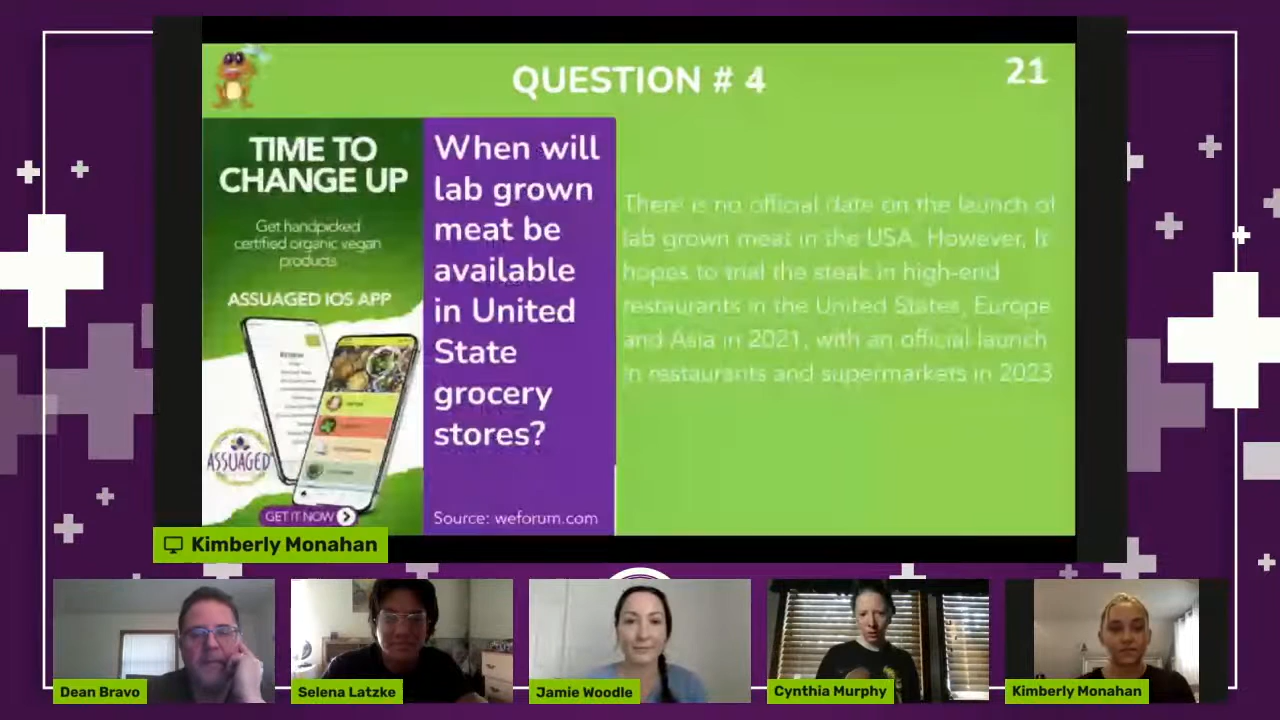 QUESTION # 4
21
TIME TO
CHANGE UP
Get handpicked
certified organic vegan
products
ASSUAGED IOS APP
ASSUAGED
GET IT NOW
When will
lab grown
meat be
available
in United
State
grocery
stores?
Source: weforum.com
There is no official date on the launch of
lab grown meat in the USA. However, it
hopes to trial the steak in high-end
restaurants in the United States, Europe
and Asia in 2021, with an official launch
in restaurants and supermarkets in 2023
Kimberly Monahan
Dean Bravo
Selena Latzke
Jamie Woodle
Cynthia Murphy
Kimberly Monahan